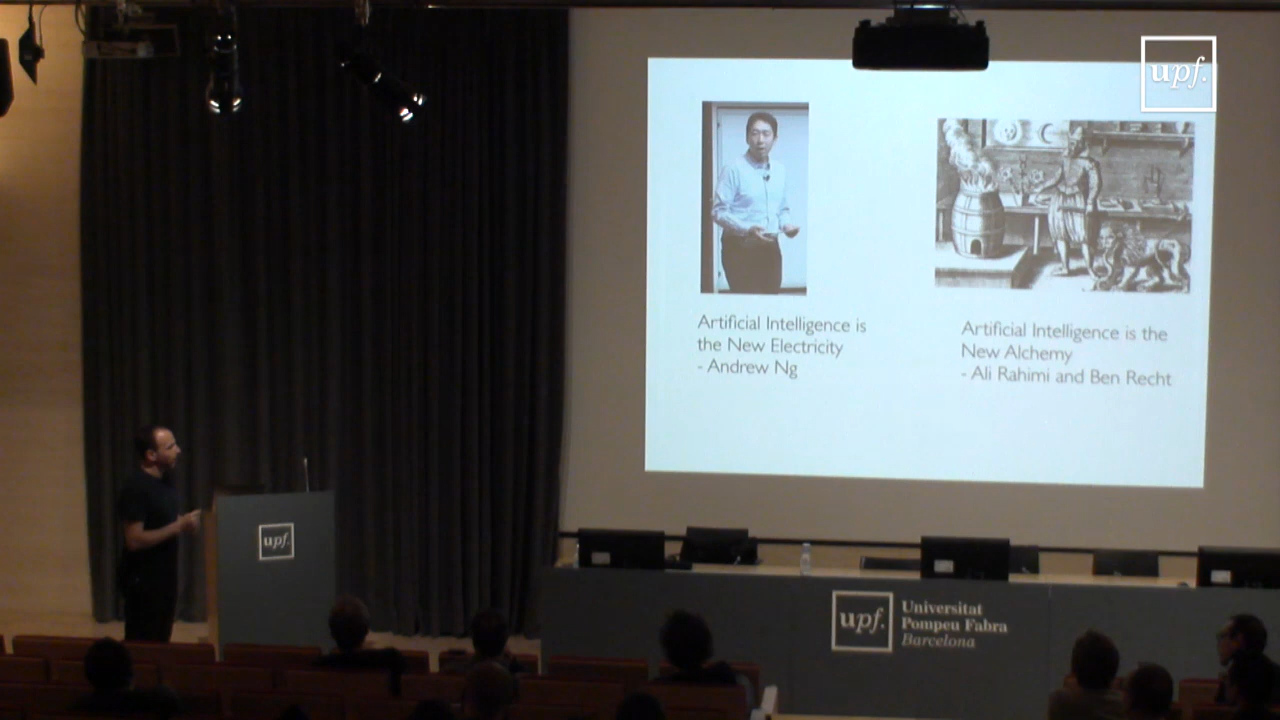 upf.
Artificial Intelligence is
the New Electricity
- Andrew Ng
Artificial Intelligence is the
New Alchemy
- Ali Rahimi and Ben Recht
upf.
upf.
Universitat
Pompeu Fabra
Barcelona